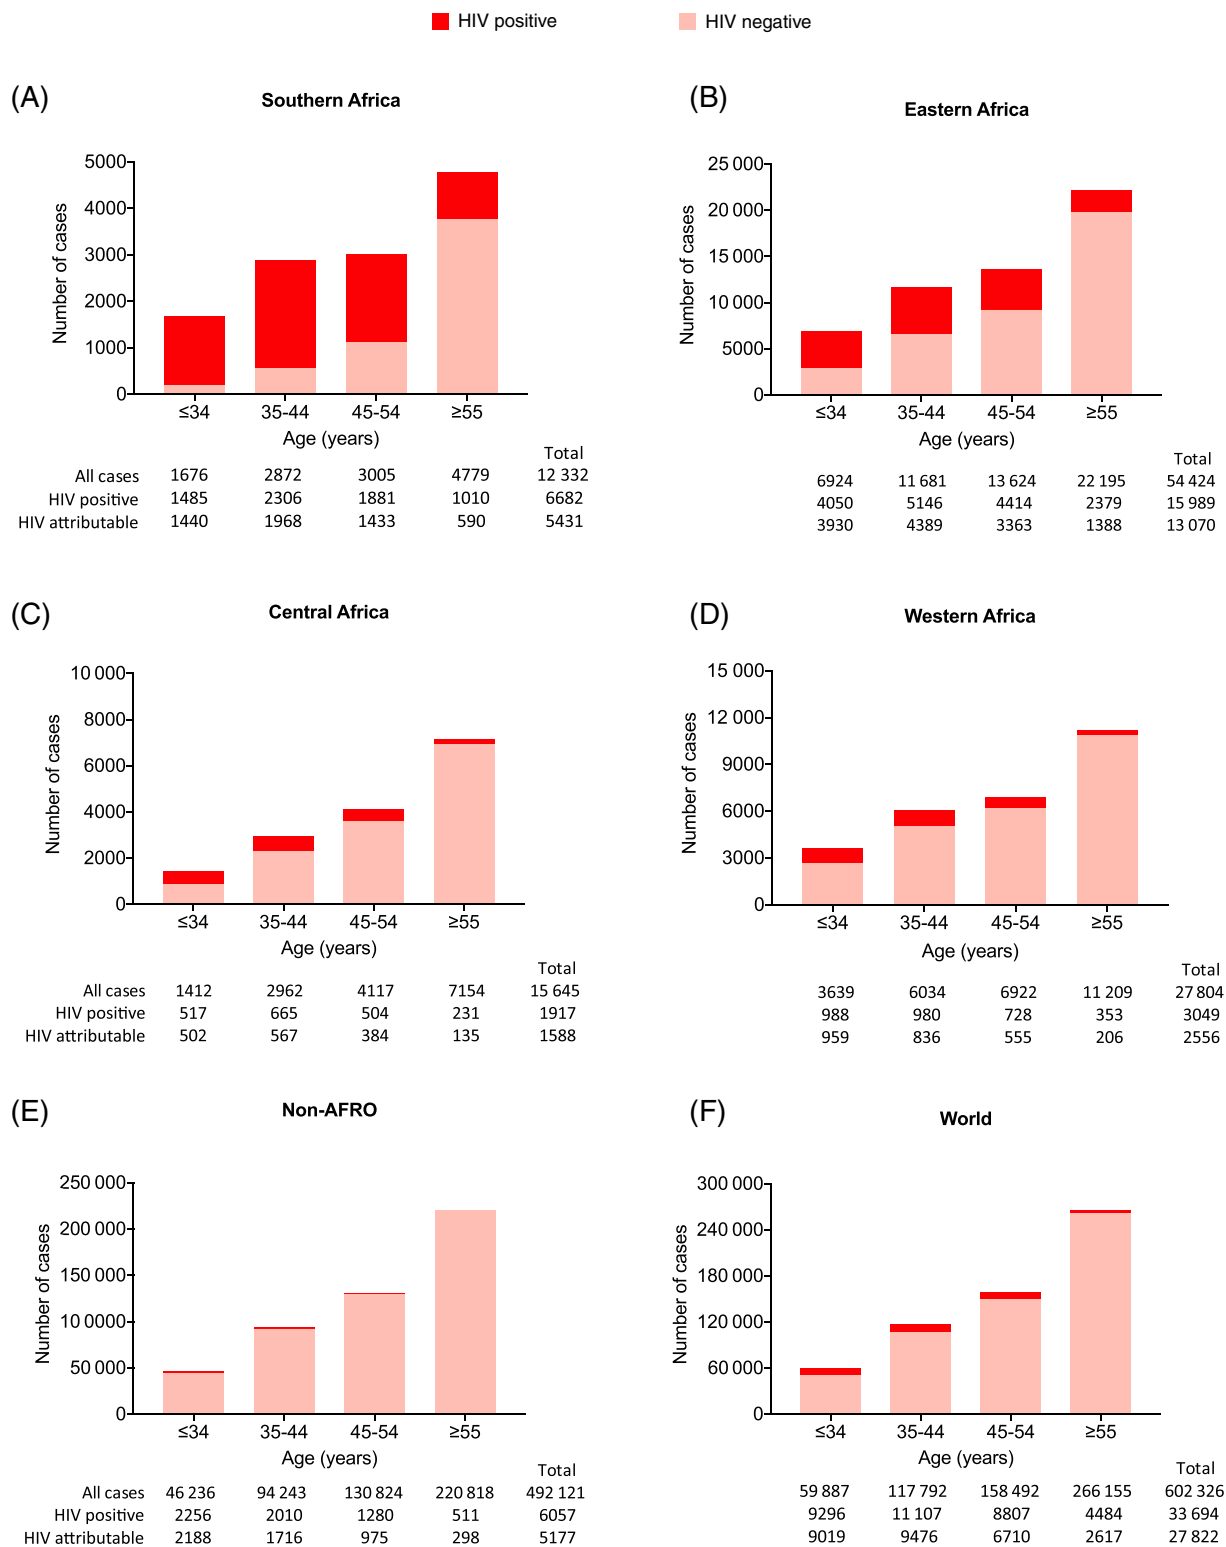 HIV positive HIV negative
(A) Southern Africa
Number of cases
5000
4000
3000
2000
1000
0
≤34 35-44 45-54 ≥55
Age (years)
Total
All cases 1676 2872 3005 4779 12 332
HIV positive 1485 2306 1881 1010 6682
HIV attributable 1440 1968 1433 590 5431
(B) Eastern Africa
Number of cases
25 000
20 000
15 000
10 000
5000
0
≤34 35-44 45-54 ≥55
Age (years)
Total
6924 11 681 13 624 22 195 54 424
4050 5146 4414 2379 15 989
3930 4389 3363 1388 13 070
(C) Central Africa
Number of cases
10 000
8000
6000
4000
2000
0
≤34 35-44 45-54 ≥55
Age (years)
Total
All cases 1412 2962 4117 7154 15 645
HIV positive 517 665 504 231 1917
HIV attributable 502 567 384 135 1588
(D) Western Africa
Number of cases
15 000
12 000
9000
6000
3000
0
≤34 35-44 45-54 ≥55
Age (years)
Total
3639 6034 6922 11 209 27 804
988 980 728 353 3049
959 836 555 206 2556
(E) Non-AFRO
Number of cases
250 000
200 000
150 000
10 0000
50 000
0
≤34 35-44 45-54 ≥55
Age (years)
Total
All cases 46 236 94 243 130 824 220 818 492 121
HIV positive 2256 2010 1280 511 6057
HIV attributable 2188 1716 975 298 5177
(F) World
Number of cases
300 000
240 000
180 000
120 000
60 000
0
≤34 35-44 45-54 ≥55
Age (years)
Total
59 887 117 792 158 492 266 155 602 326
9296 11 107 8807 4484 33 694
9019 9476 6710 2617 27 822